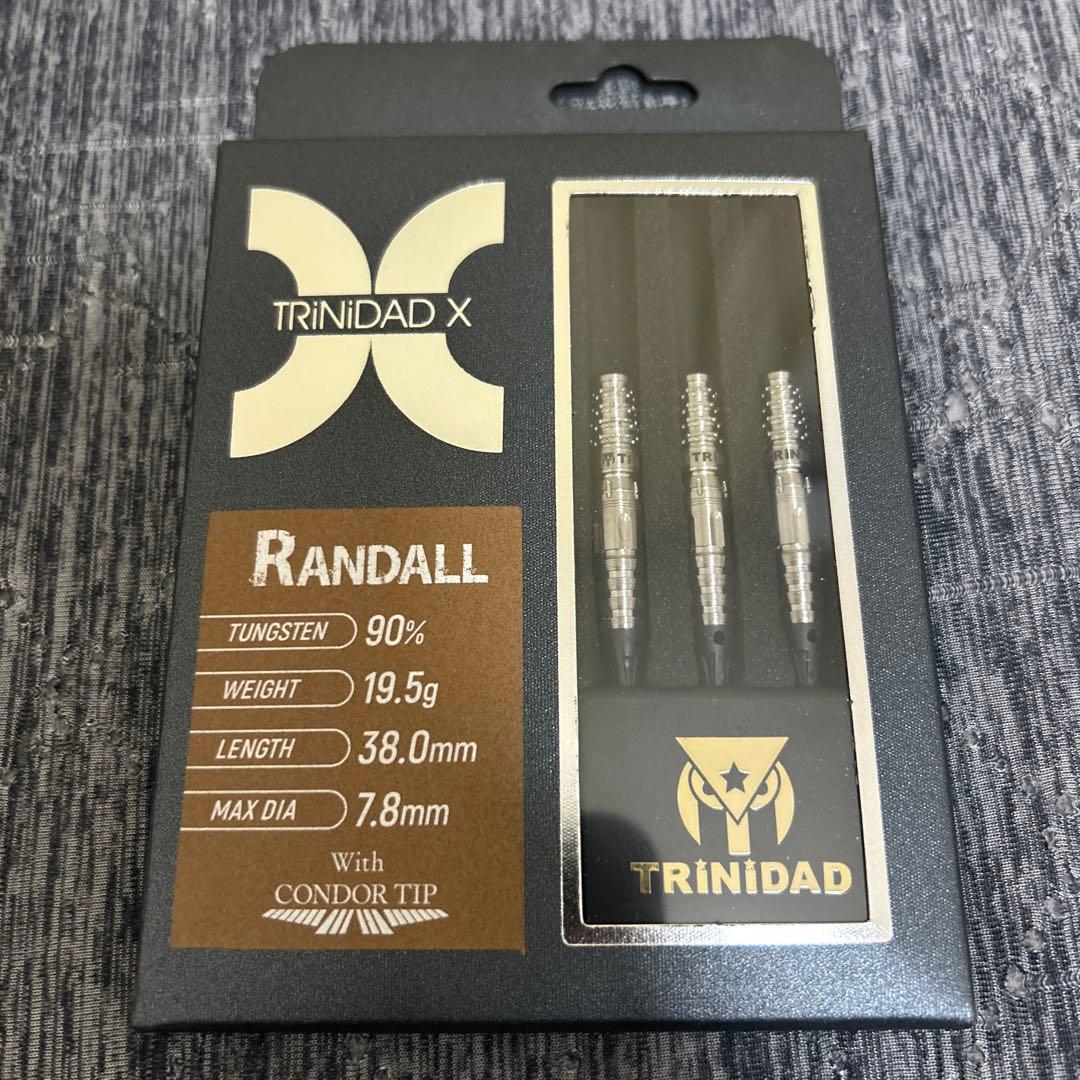 TRiNiDAD X
RANDALL
TUNGSTEN 90%
WEIGHT 19.5g
LENGTH 38.0mm
MAX DIA 7.8mm
With
CONDOR TIP
TRiNiDAD